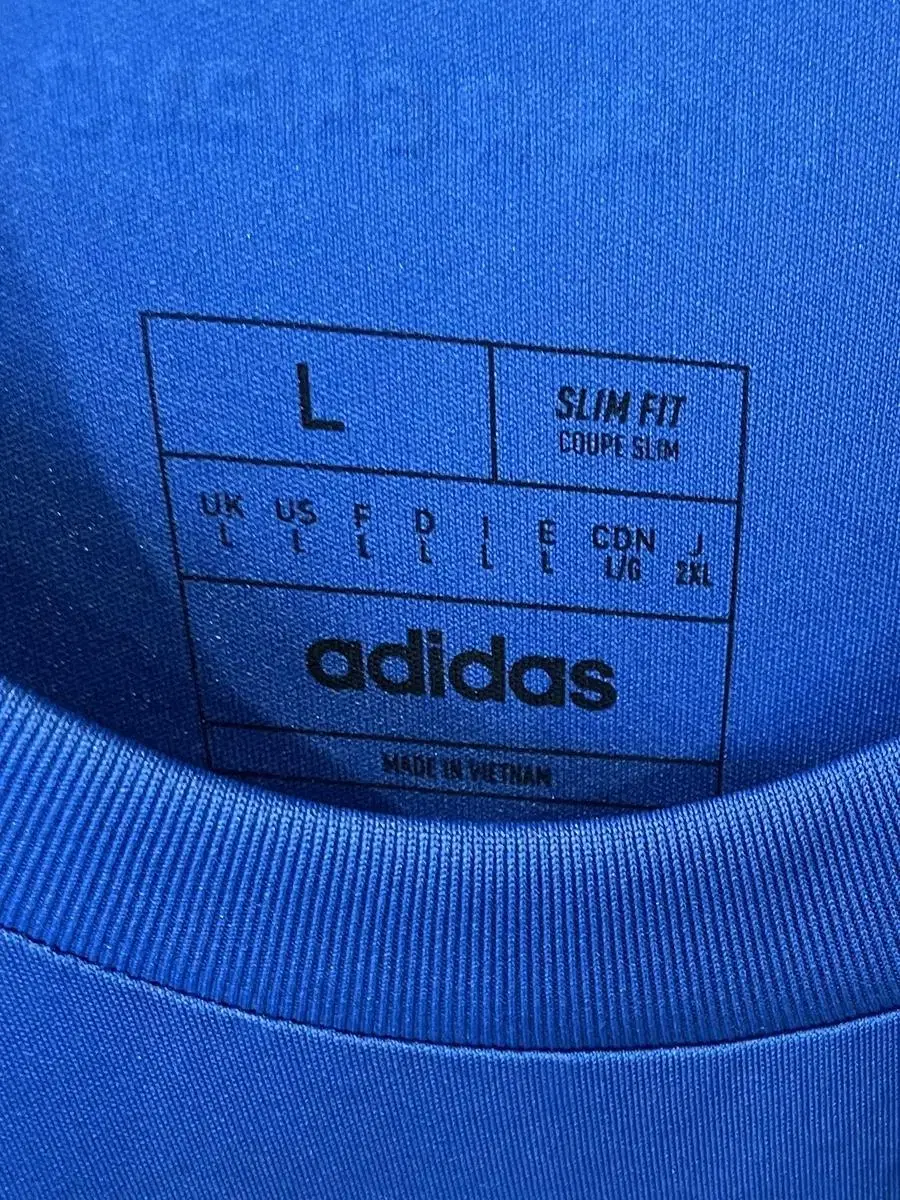 L
SLIM FIT
COUPE SLIM
UK US F D I E CDN J
L L L L L L L/G 2XL
adidas
MADE IN VIETNAM